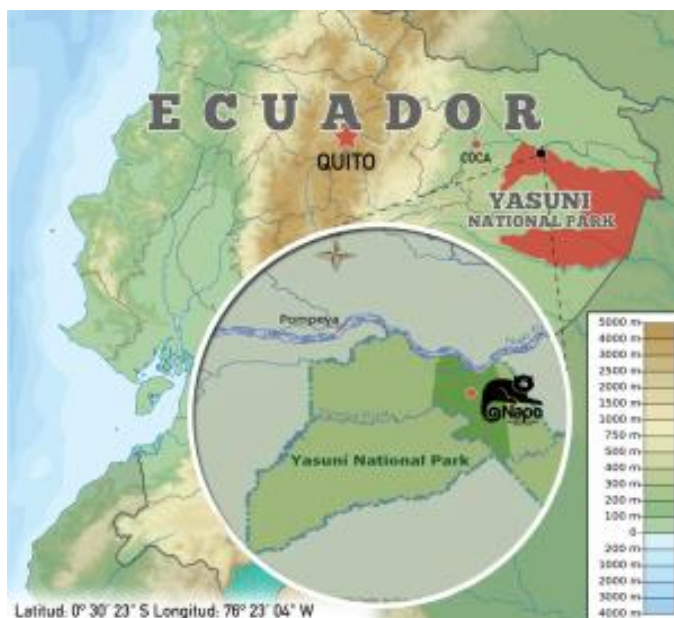 ECUADOR
QUITO
COCA
YASUNI
NATIONAL PARK
Pompeya
Napo
Yasuni National Park
5000 m
4000 m
3000 m
2500 m
2000 m
1500 m
1000 m
750 m
500 m
400 m
300 m
200 m
100 m
0
200 m
1000 m
2000 m
3000 m
4000 m
Latitud: 0° 30´ 23" S Longitud: 76° 23´ 04" W